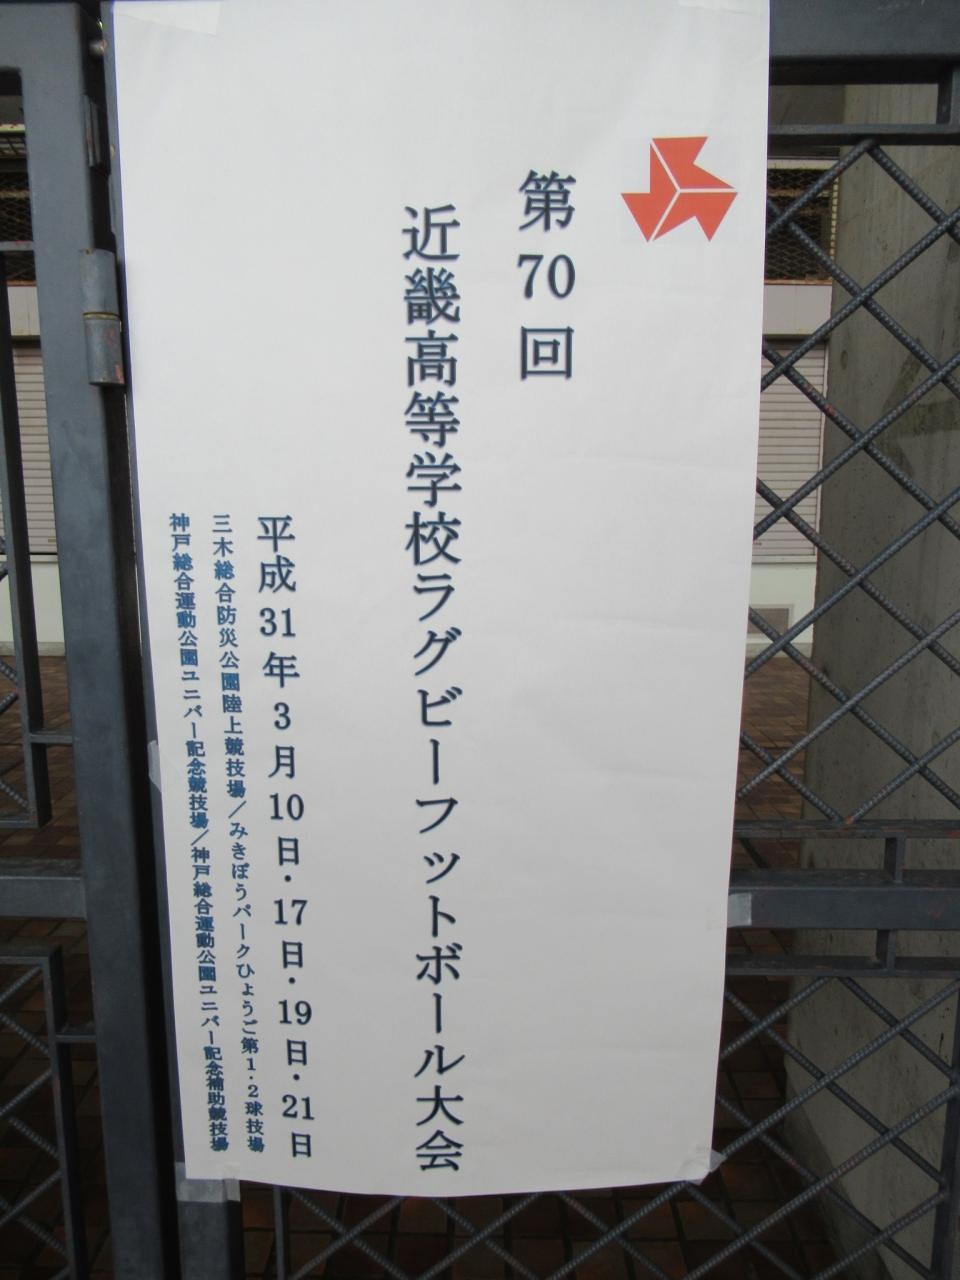 第70回
近畿高等学校ラグビーフットボール大会
平成31年3月10日・17日・19日・21日
三木総合防災公園陸上競技場／みきぼうパークひょうご第1・2球技場
神戸総合運動公園ユニバー記念競技場／神戸総合運動公園ユニバー記念補助競技場